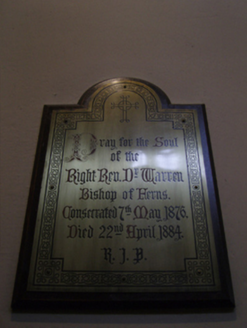 Pray for the Soul
of the
Right Rev. Dr Warren
Bishop of Ferns.
Consecrated 7th May 1876.
Died 22nd April 1884.
R. I. P.